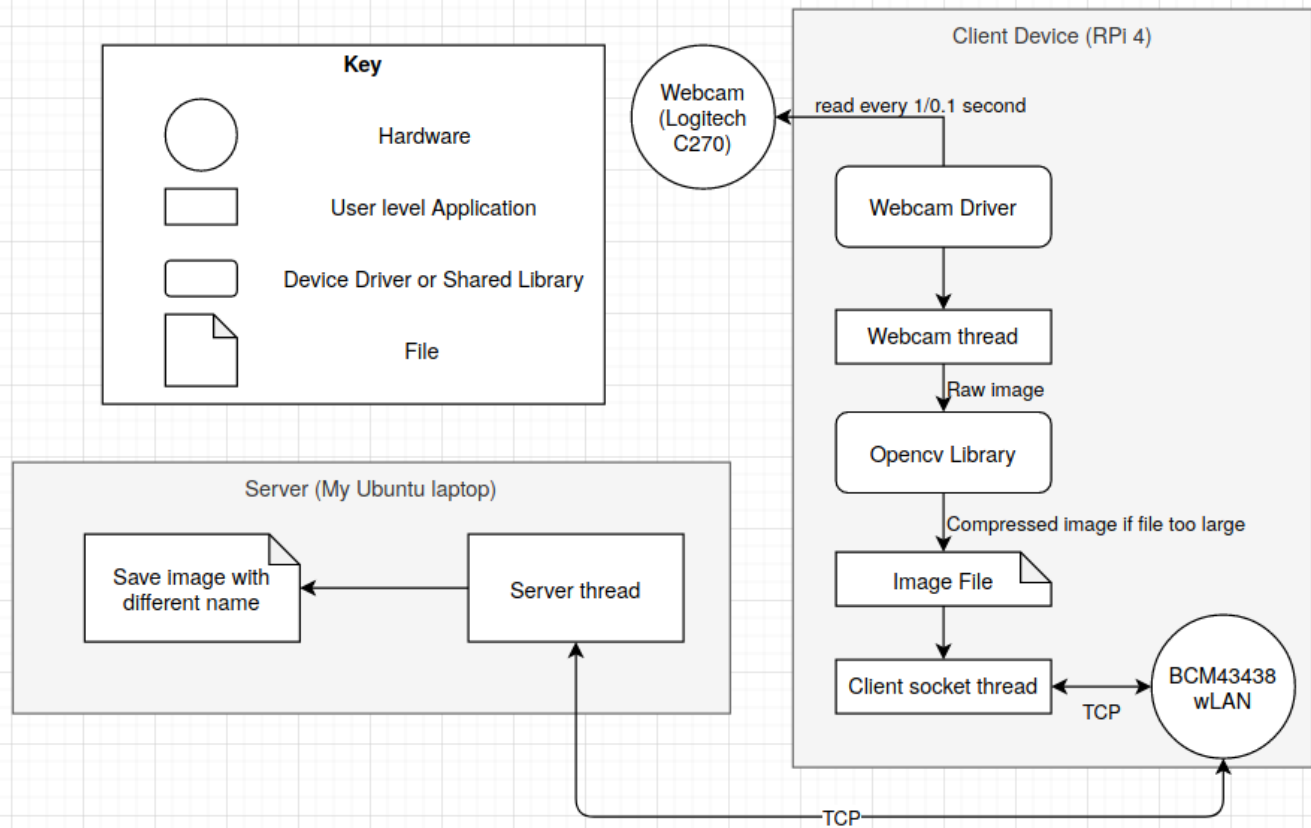 Key
Hardware
User level Application
Device Driver or Shared Library
File
Webcam
(Logitech
C270)
Client Device (RPi 4)
read every 1/0.1 second
Webcam Driver
Webcam thread
Raw image
Opencv Library
Compressed image if file too large
Image File
Client socket thread
TCP
BCM43438
wLAN
Server (My Ubuntu laptop)
Save image with
different name
Server thread
TCP